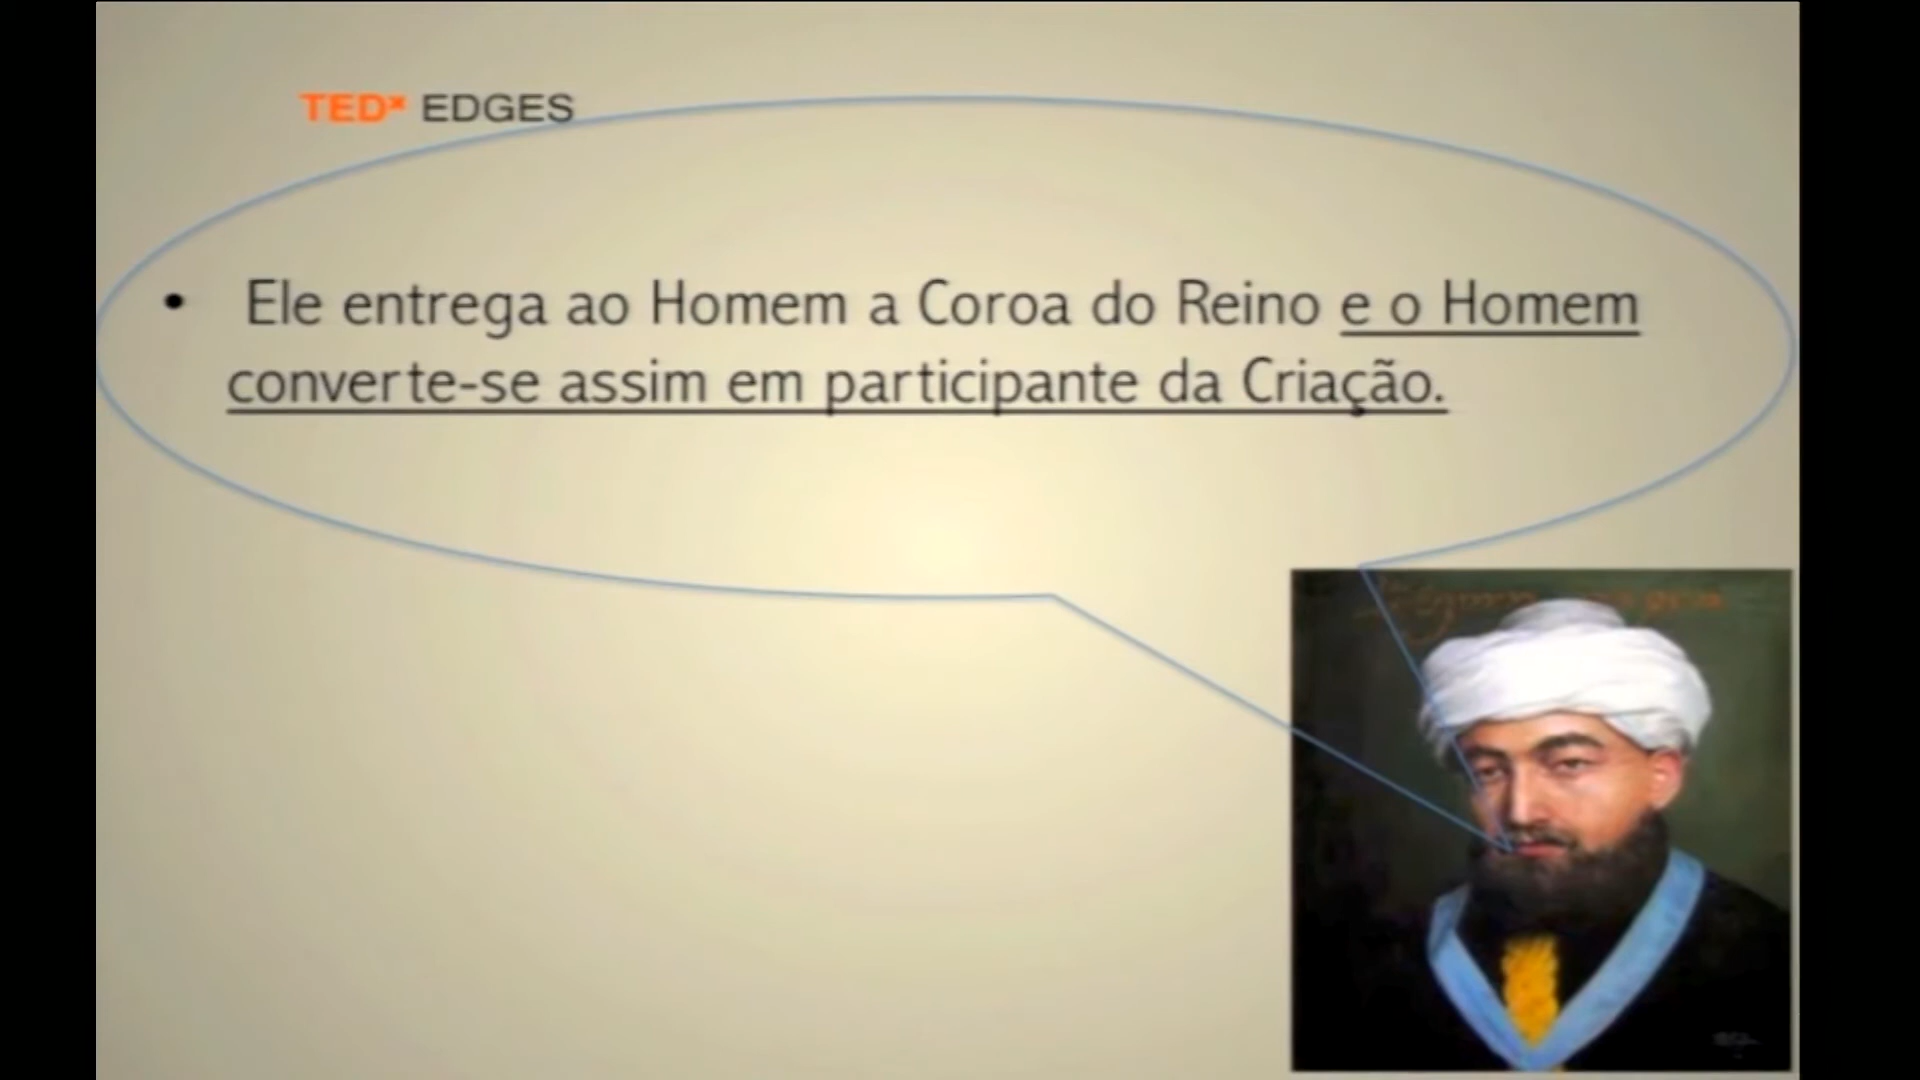 TEDx EDGES
• Ele entrega ao Homem a Coroa do Reino e o Homem
converte-se assim em participante da Criação.